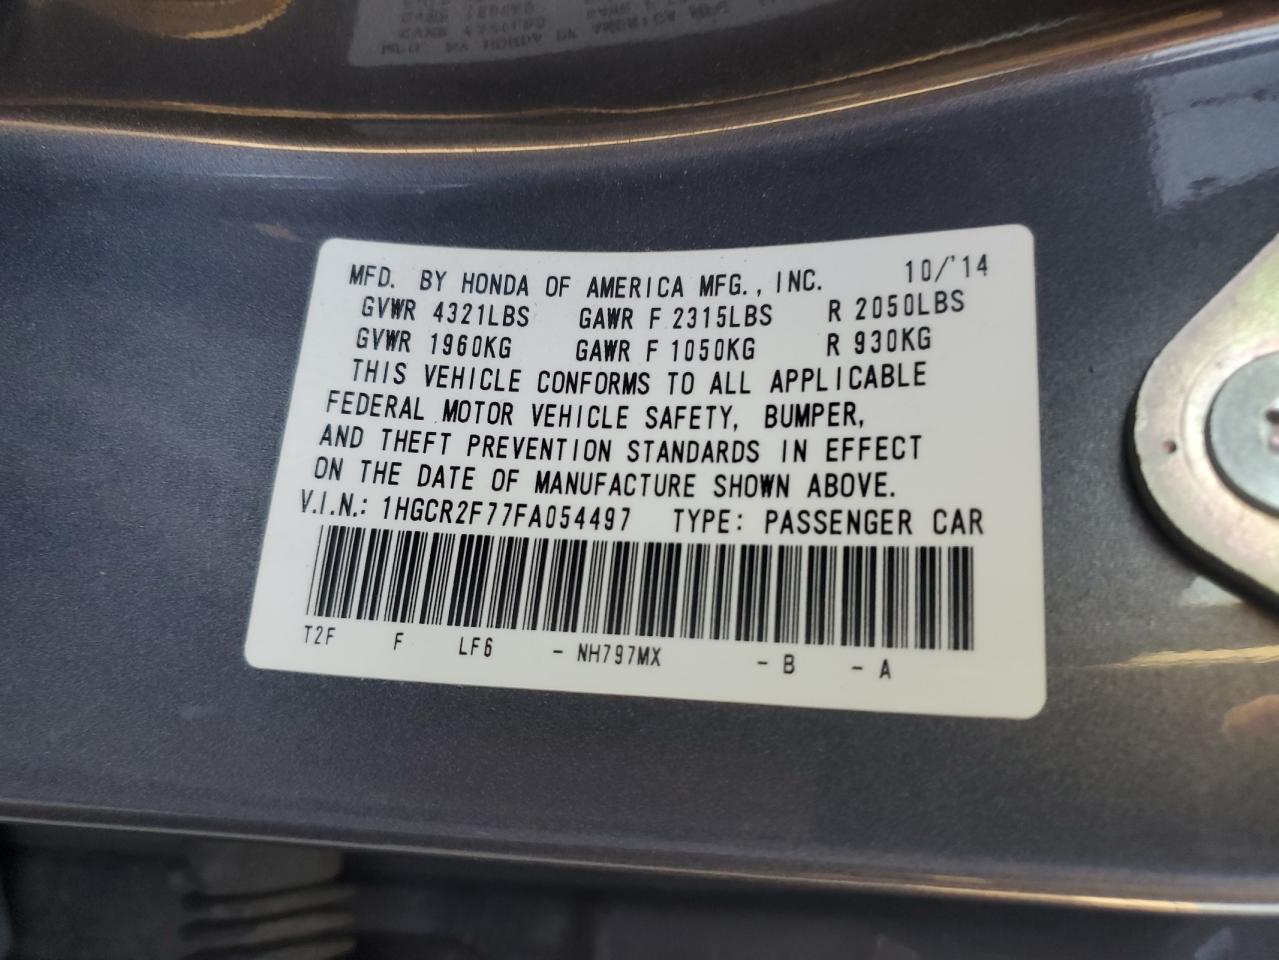 MFD. BY HONDA OF AMERICA MFG., INC. 10/'14
GVWR 4321LBS GAWR F 2315LBS R 2050LBS
GVWR 1960KG GAWR F 1050KG R 930KG
THIS VEHICLE CONFORMS TO ALL APPLICABLE
FEDERAL MOTOR VEHICLE SAFETY, BUMPER,
AND THEFT PREVENTION STANDARDS IN EFFECT
ON THE DATE OF MANUFACTURE SHOWN ABOVE.
V.I.N.: 1HGCR2F77FA054497 TYPE: PASSENGER CAR
T2F F LF6 - NH797MX - B - A